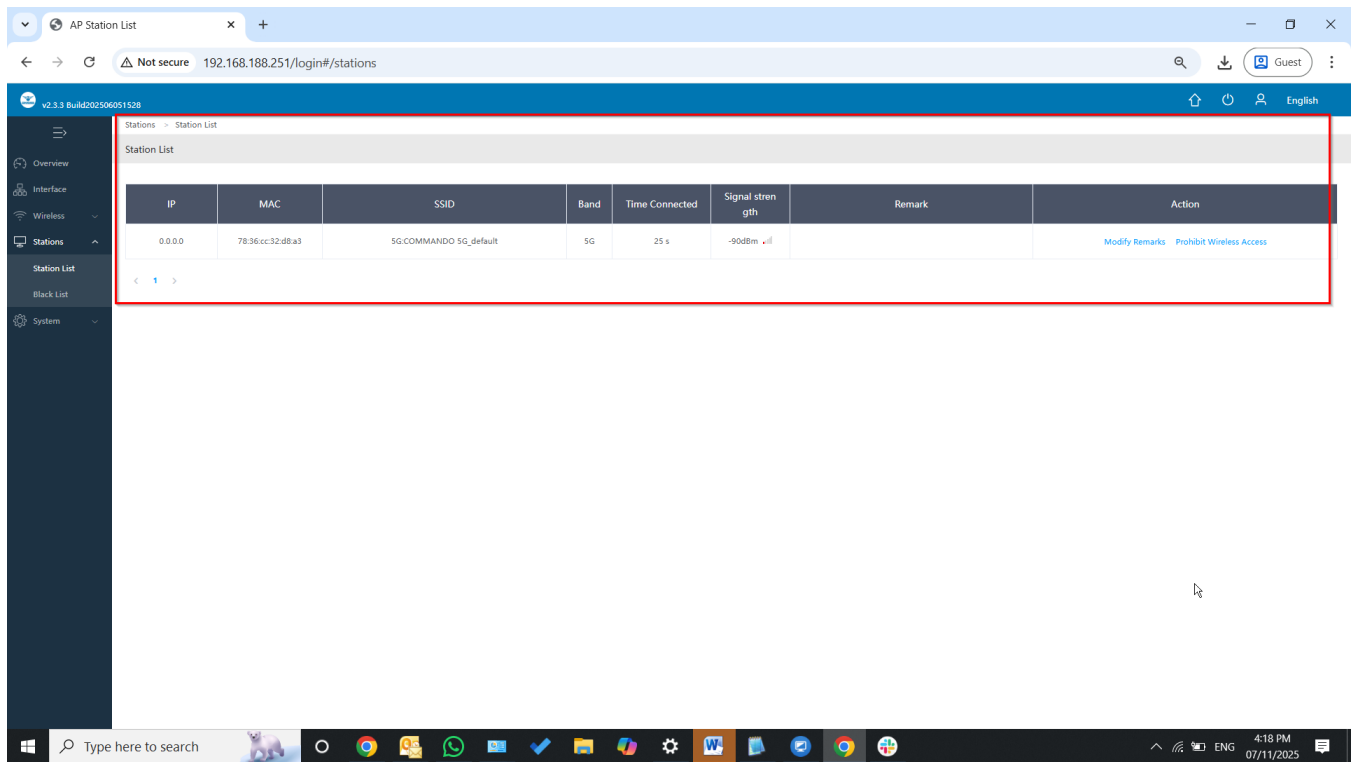 AP Station List
Not secure 192.168.188.251/login#/stations
Guest
v2.3.3 Build202506051528
English
Stations > Station List
Station List
Overview
Interface
Wireless
Stations
Station List
Black List
System
IP MAC SSID Band Time Connected Signal stren Remark Action
gth
0.0.0.0 78:36:cc:32:d8:a3 5G:COMMANDO 5G_default 5G 25 s -90dBm Modify Remarks Prohibit Wireless Access
< 1 >
Type here to search
ENG
4:18 PM
07/11/2025